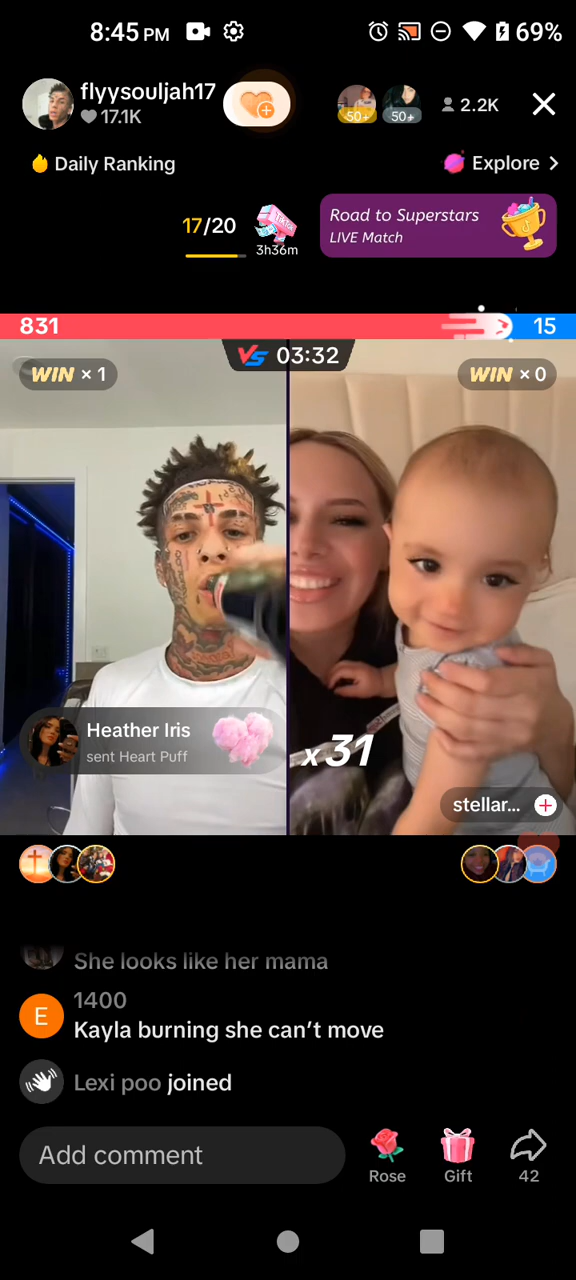 8:45 PM
69%
flyysouljah17
17.1K
50+
50+
2.2K
Daily Ranking
Explore
17/20
TikTok
3h36m
Road to Superstars
LIVE Match
831
15
VS 03:32
WIN × 1
WIN × 0
Heather Iris
sent Heart Puff
x31
stellar...
She looks like her mama
E
1400
Kayla burning she can't move
Lexi poo joined
Add comment
Rose
Gift
42